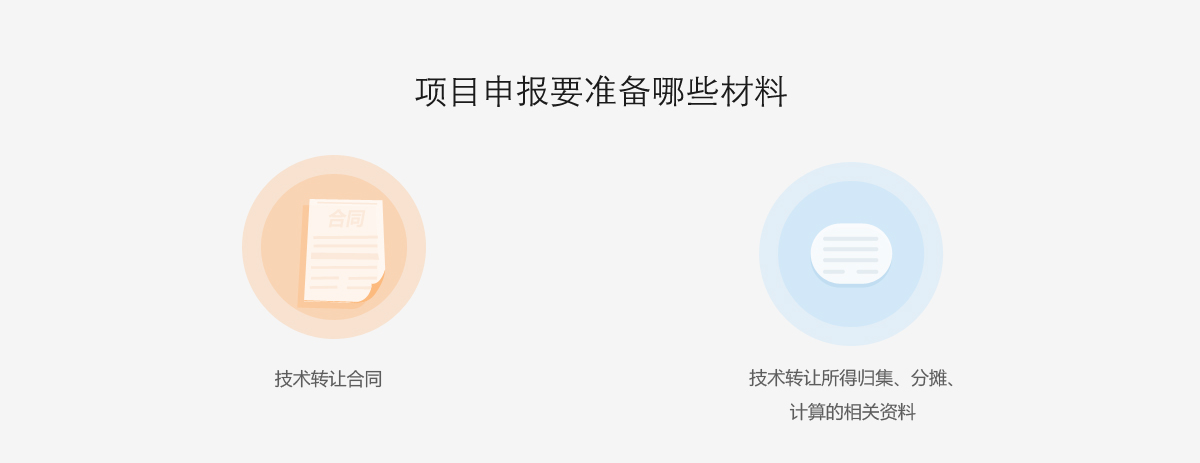 项目申报要准备哪些材料
合同
技术转让合同
技术转让所得归集、分摊、
计算的相关资料